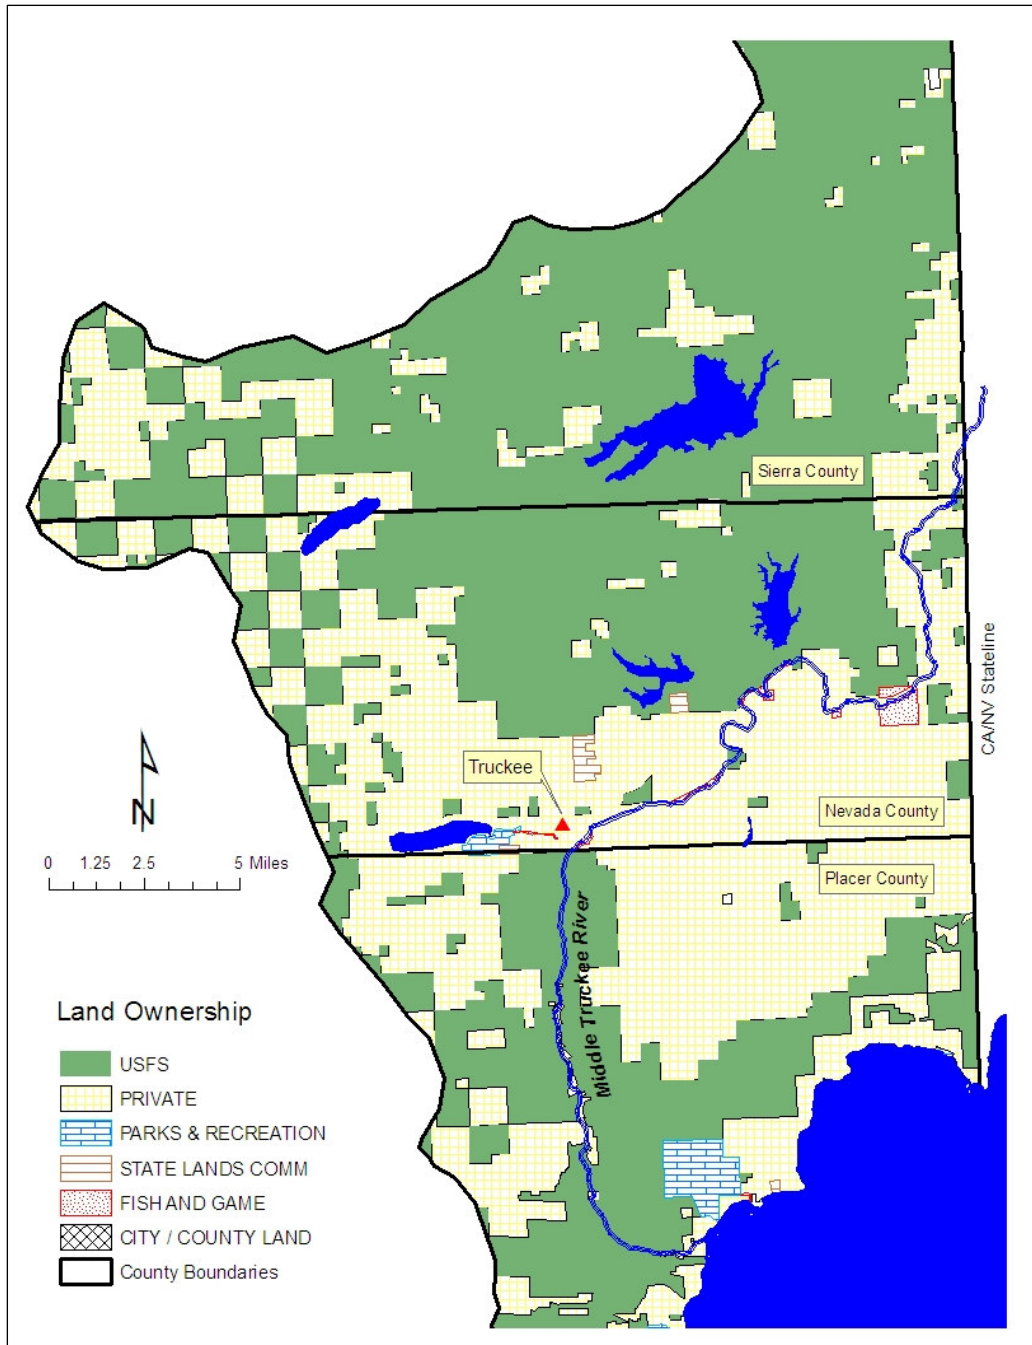 Sierra County
CA/NV Stateline
Truckee
Nevada County
Placer County
N
0 1.25 2.5 5 Miles
Middle Truckee River
Land Ownership
USFS
PRIVATE
PARKS & RECREATION
STATE LANDS COMM
FISH AND GAME
CITY / COUNTY LAND
County Boundaries